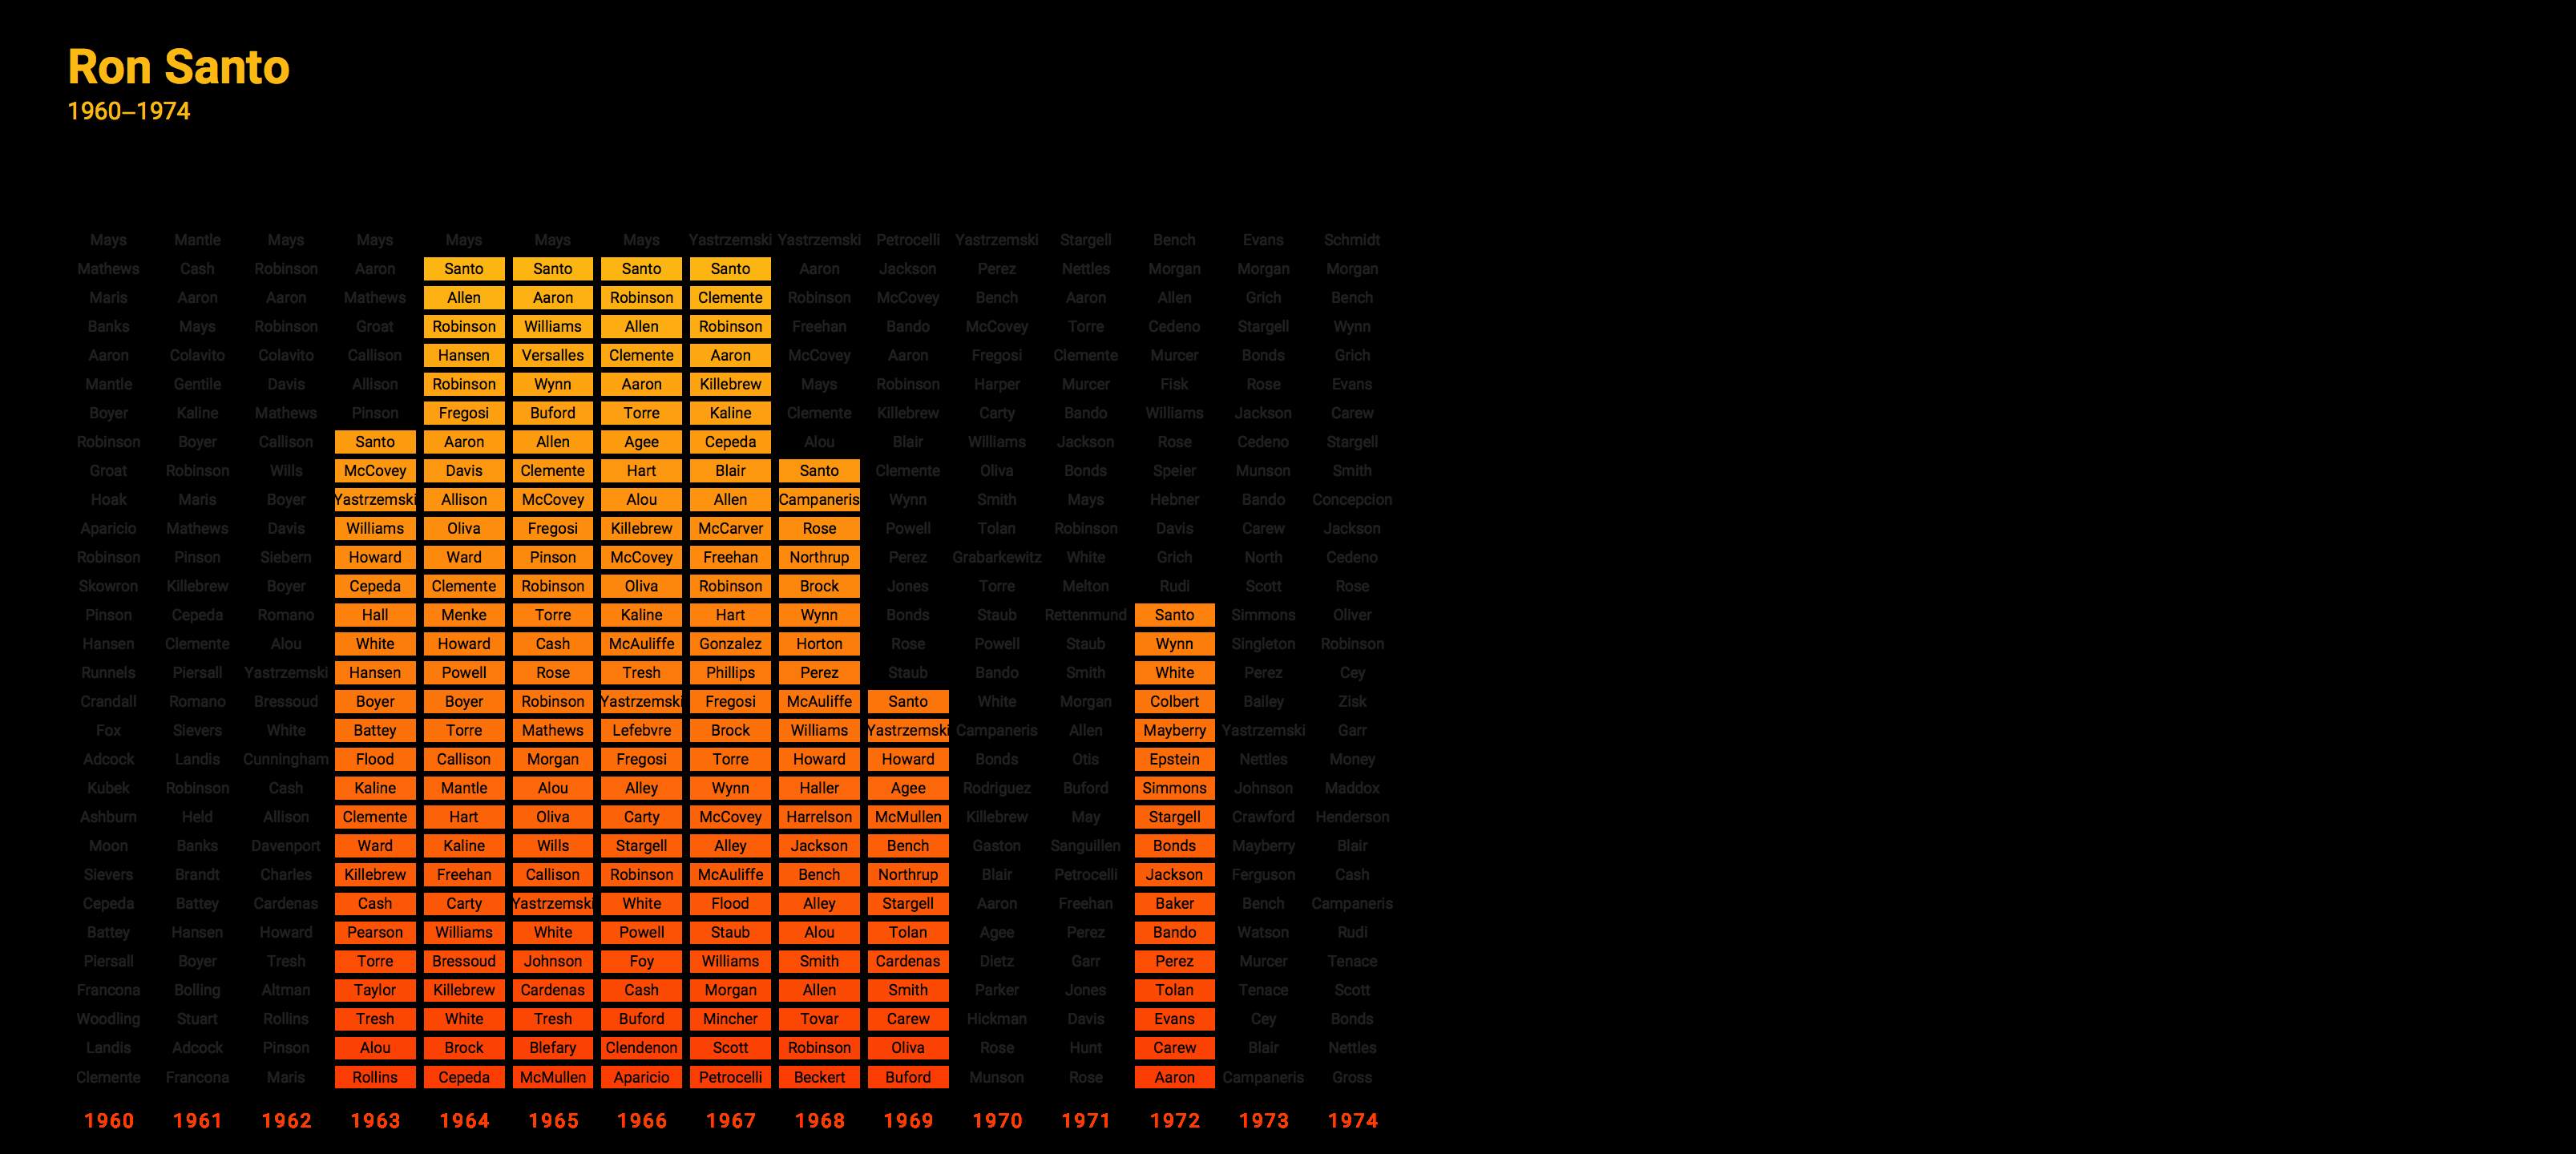 Ron Santo
1960–1974
Mays Mantle Mays Mays Mays Mays Mays Yastrzemski Yastrzemski Petrocelli Yastrzemski Stargell Bench Evans Schmidt
Mathews Cash Robinson Aaron Santo Santo Santo Santo Aaron Jackson Perez Nettles Morgan Morgan Morgan
Maris Aaron Aaron Mathews Allen Aaron Robinson Clemente Robinson McCovey Bench Aaron Allen Grich Bench
Banks Mays Robinson Groat Robinson Williams Allen Robinson Freehan Bando McCovey Torre Cedeno Stargell Wynn
Aaron Colavito Colavito Callison Hansen Versalles Clemente Aaron McCovey Aaron Fregosi Clemente Murcer Bonds Grich
Mantle Gentile Davis Allison Robinson Wynn Aaron Killebrew Mays Robinson Harper Murcer Fisk Rose Evans
Boyer Kaline Mathews Pinson Fregosi Buford Torre Kaline Clemente Killebrew Carty Bando Williams Jackson Carew
Robinson Boyer Callison Santo Aaron Allen Agee Cepeda Alou Blair Williams Jackson Rose Cedeno Stargell
Groat Robinson Wills McCovey Davis Clemente Hart Blair Santo Clemente Oliva Bonds Speier Munson Smith
Hoak Maris Boyer Yastrzemski Allison McCovey Alou Allen Campaneris Wynn Smith Mays Hebner Bando Concepcion
Aparicio Mathews Davis Williams Oliva Fregosi Killebrew McCarver Rose Powell Tolan Robinson Davis Carew Jackson
Robinson Pinson Siebern Howard Ward Pinson McCovey Freehan Northrup Perez Grabarkewitz White Grich North Cedeno
Skowron Killebrew Boyer Cepeda Clemente Robinson Oliva Robinson Brock Jones Torre Melton Rudi Scott Rose
Pinson Cepeda Romano Hall Menke Torre Kaline Hart Wynn Bonds Staub Rettenmund Santo Simmons Oliver
Hansen Clemente Alou White Howard Cash McAuliffe Gonzalez Horton Rose Powell Staub Wynn Singleton Robinson
Runnels Piersall Yastrzemski Hansen Powell Rose Tresh Phillips Perez Staub Bando Smith White Perez Cey
Crandall Romano Bressoud Boyer Boyer Robinson Yastrzemski Fregosi McAuliffe Santo White Morgan Colbert Bailey Zisk
Fox Sievers White Battey Torre Mathews Lefebvre Brock Williams Yastrzemski Campaneris Allen Mayberry Yastrzemski Garr
Adcock Landis Cunningham Flood Callison Morgan Fregosi Torre Howard Howard Bonds Otis Epstein Nettles Money
Kubek Robinson Cash Kaline Mantle Alou Alley Wynn Haller Agee Rodriguez Buford Simmons Johnson Maddox
Ashburn Held Allison Clemente Hart Oliva Carty McCovey Harrelson McMullen Killebrew May Stargell Crawford Henderson
Moon Banks Davenport Ward Kaline Wills Stargell Alley Jackson Bench Gaston Sanguillen Bonds Mayberry Blair
Sievers Brandt Charles Killebrew Freehan Callison Robinson McAuliffe Bench Northrup Blair Petrocelli Jackson Ferguson Cash
Cepeda Battey Cardenas Cash Carty Yastrzemski White Flood Alley Stargell Aaron Freehan Baker Bench Campaneris
Battey Hansen Howard Pearson Williams White Powell Staub Alou Tolan Agee Perez Bando Watson Rudi
Piersall Boyer Tresh Torre Bressoud Johnson Foy Williams Smith Cardenas Dietz Garr Perez Murcer Tenace
Francona Bolling Altman Taylor Killebrew Cardenas Cash Morgan Allen Smith Parker Jones Tolan Tenace Scott
Woodling Stuart Rollins Tresh White Tresh Buford Mincher Tovar Carew Hickman Davis Evans Cey Bonds
Landis Adcock Pinson Alou Brock Blefary Clendenon Scott Robinson Oliva Rose Hunt Carew Blair Nettles
Clemente Francona Maris Rollins Cepeda McMullen Aparicio Petrocelli Beckert Buford Munson Rose Aaron Campaneris Gross
1960 1961 1962 1963 1964 1965 1966 1967 1968 1969 1970 1971 1972 1973 1974